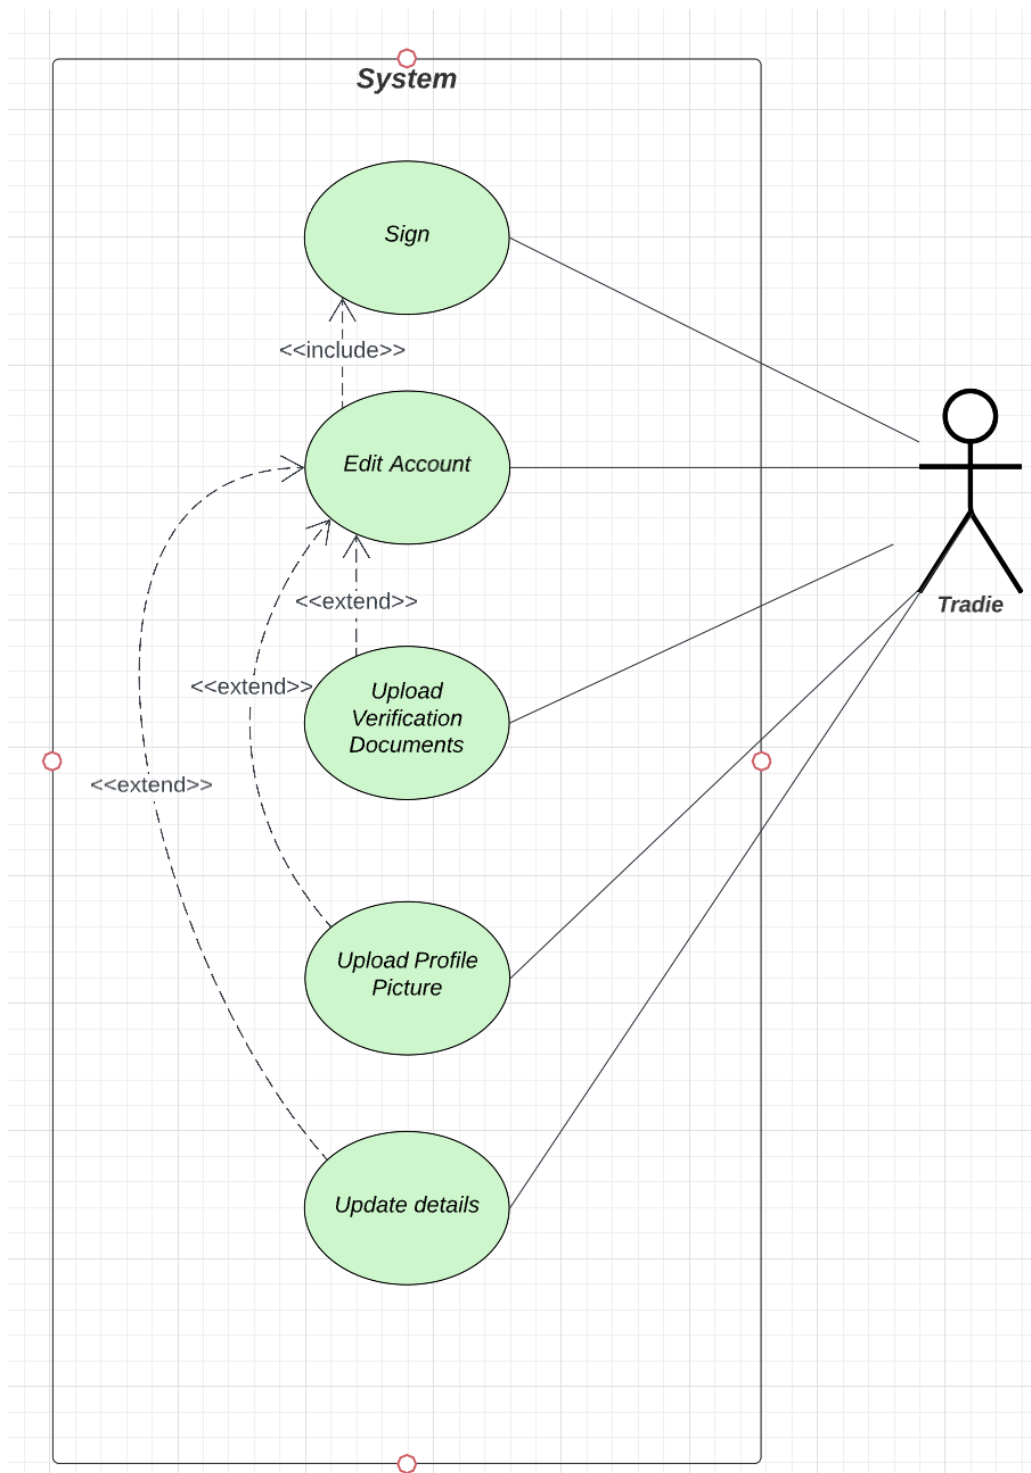 System
Sign
<<include>>
Edit Account
<<extend>>
Tradie
<<extend>>
Upload
Verification
Documents
<<extend>>
Upload Profile
Picture
Update details